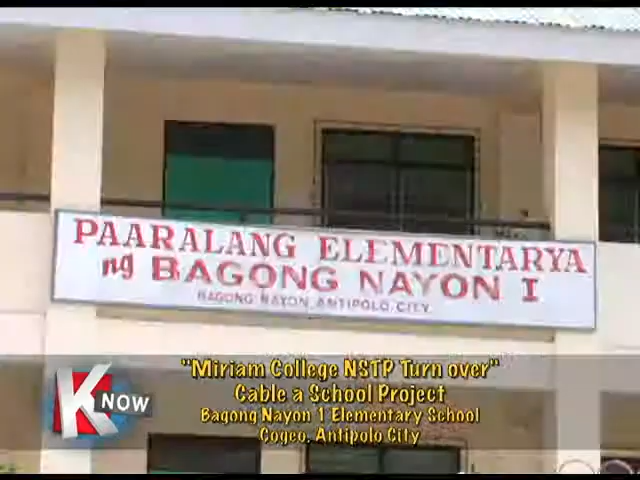 PAARALANG ELEMENTARYA
ng BAGONG NAYON I
BAGONG NAYON, ANTIPOLO CITY
K NOW
"Miriam College NSTP Turn over"
Cable a School Project
Bagong Nayon 1 Elementary School
Cogeo, Antipolo City